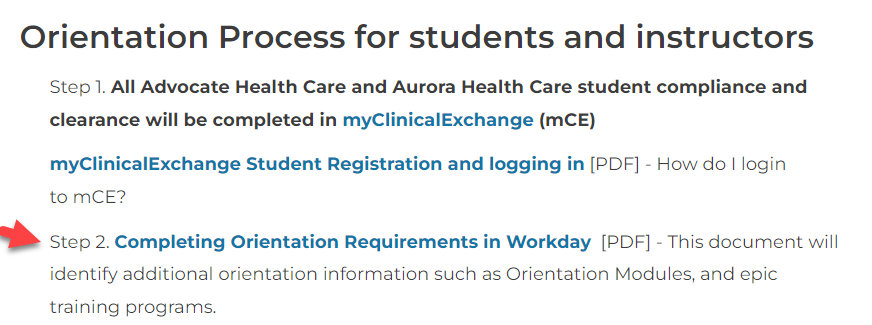 Orientation Process for students and instructors
Step 1. All Advocate Health Care and Aurora Health Care student compliance and
clearance will be completed in myClinicalExchange (mCE)
myClinicalExchange Student Registration and logging in [PDF] - How do I login
to mCE?
Step 2. Completing Orientation Requirements in Workday [PDF] - This document will
identify additional orientation information such as Orientation Modules, and epic
training programs.